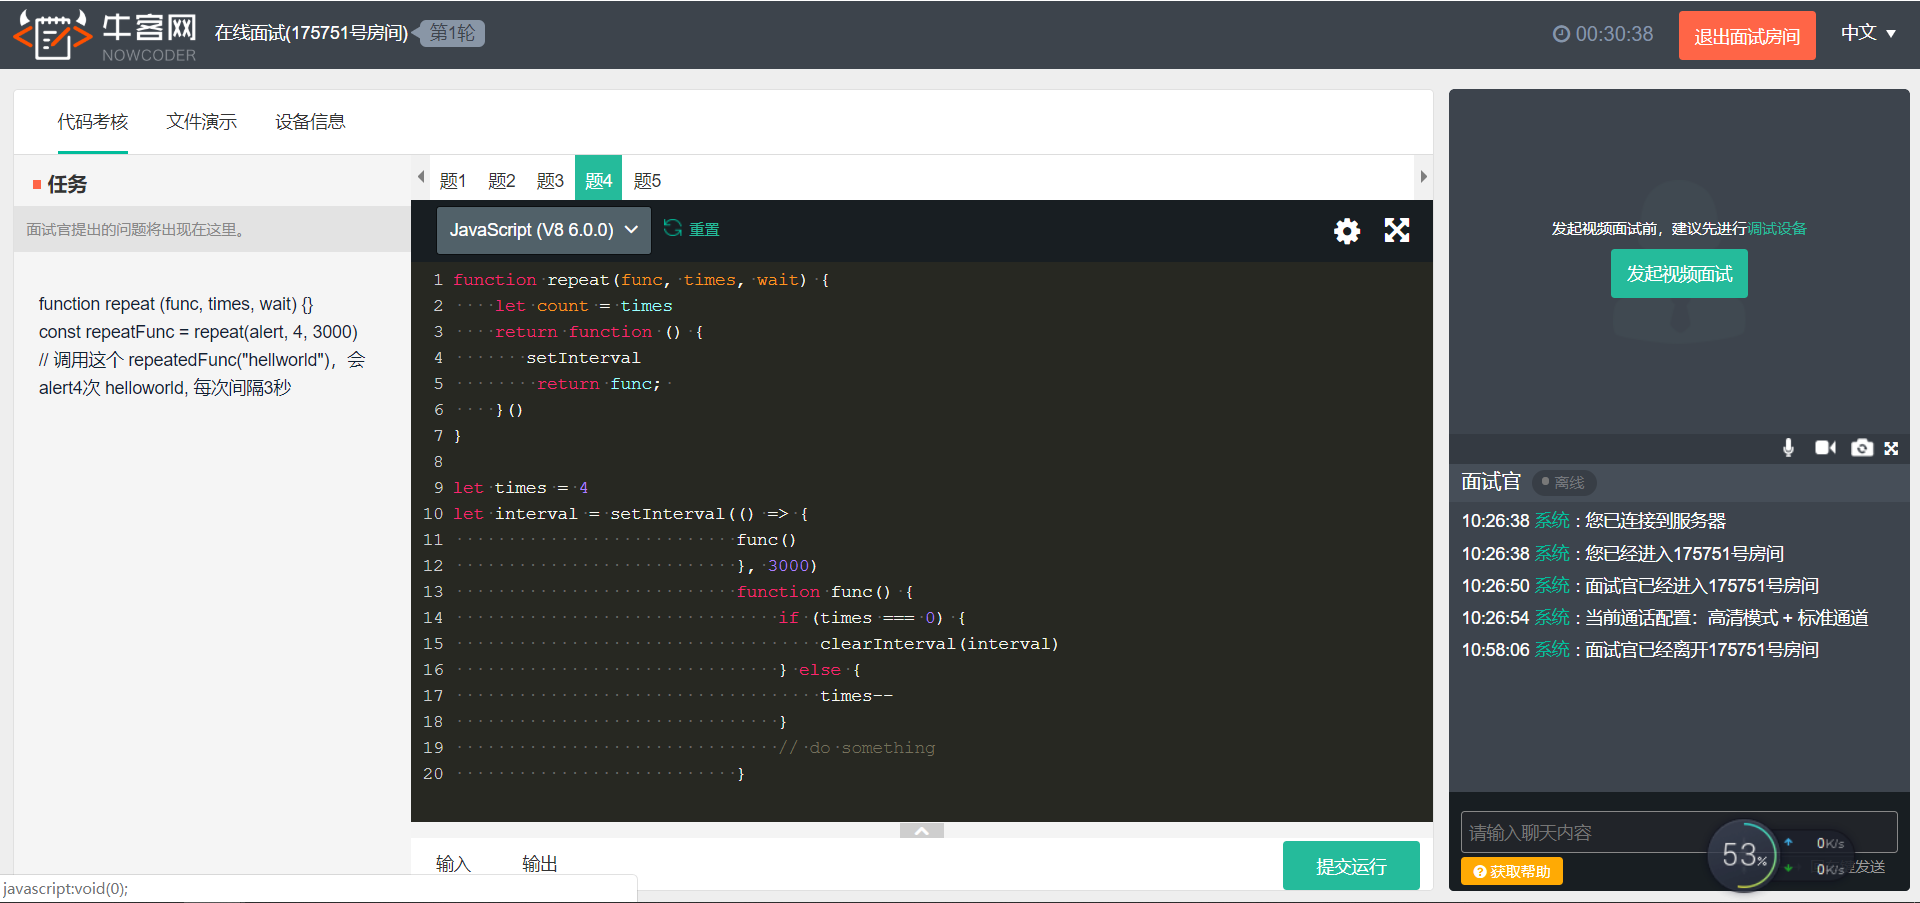 牛客网
NOWCODER
在线面试(175751号房间)
第1轮
00:30:38
退出面试房间
中文
代码考核
文件演示
设备信息
任务
面试官提出的问题将出现在这里。
function repeat (func, times, wait) {}
const repeatFunc = repeat(alert, 4, 3000)
// 调用这个 repeatedFunc("hellworld")，会
alert4次 helloworld, 每次间隔3秒
题1
题2
题3
题4
题5
JavaScript (V8 6.0.0)
重置
1 function repeat(func, times, wait) {
2 let count = times
3 return function () {
4 setInterval
5 return func;
6 }()
7 }
8
9 let times = 4
10 let interval = setInterval(() => {
11 func()
12 }, 3000)
13 function func() {
14 if (times === 0) {
15 clearInterval(interval)
16 } else {
17 times--
18 }
19 // do something
20 }
输入
输出
提交运行
javascript:void(0);
发起视频面试前，建议先进行调试设备
发起视频面试
面试官
离线
10:26:38 系统 : 您已连接到服务器
10:26:38 系统 : 您已经进入175751号房间
10:26:50 系统 : 面试官已经进入175751号房间
10:26:54 系统 : 当前通话配置：高清模式 + 标准通道
10:58:06 系统 : 面试官已经离开175751号房间
请输入聊天内容
获取帮助
53%
0K/s
0K/s
发送